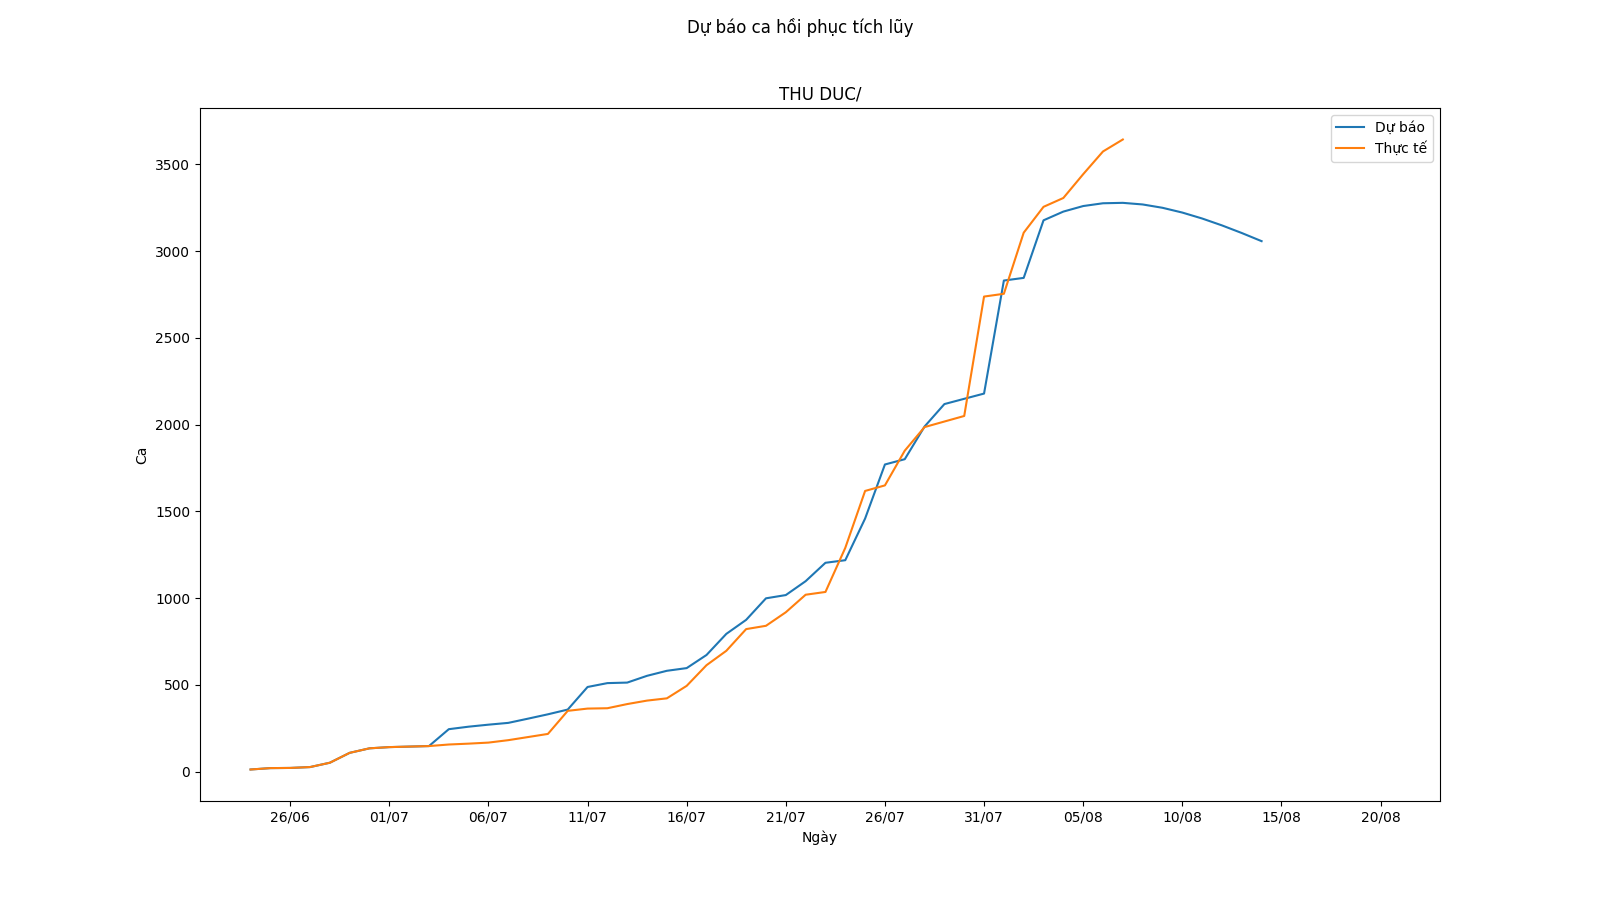 Dự báo ca hồi phục tích lũy
THU DUC/
Dự báo
Thực tế
3500
3000
2500
2000
1500
1000
500
0
Ca
26/06 01/07 06/07 11/07 16/07 21/07 26/07 31/07 05/08 10/08 15/08 20/08
Ngày